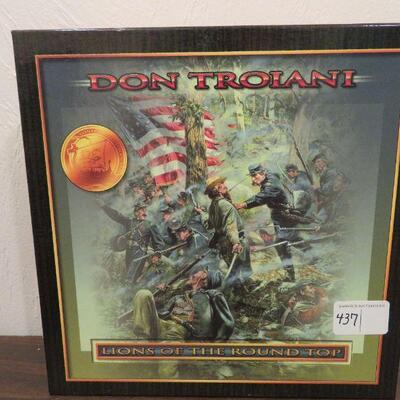 DON TROIANI
437
LIONS OF THE ROUND TOP